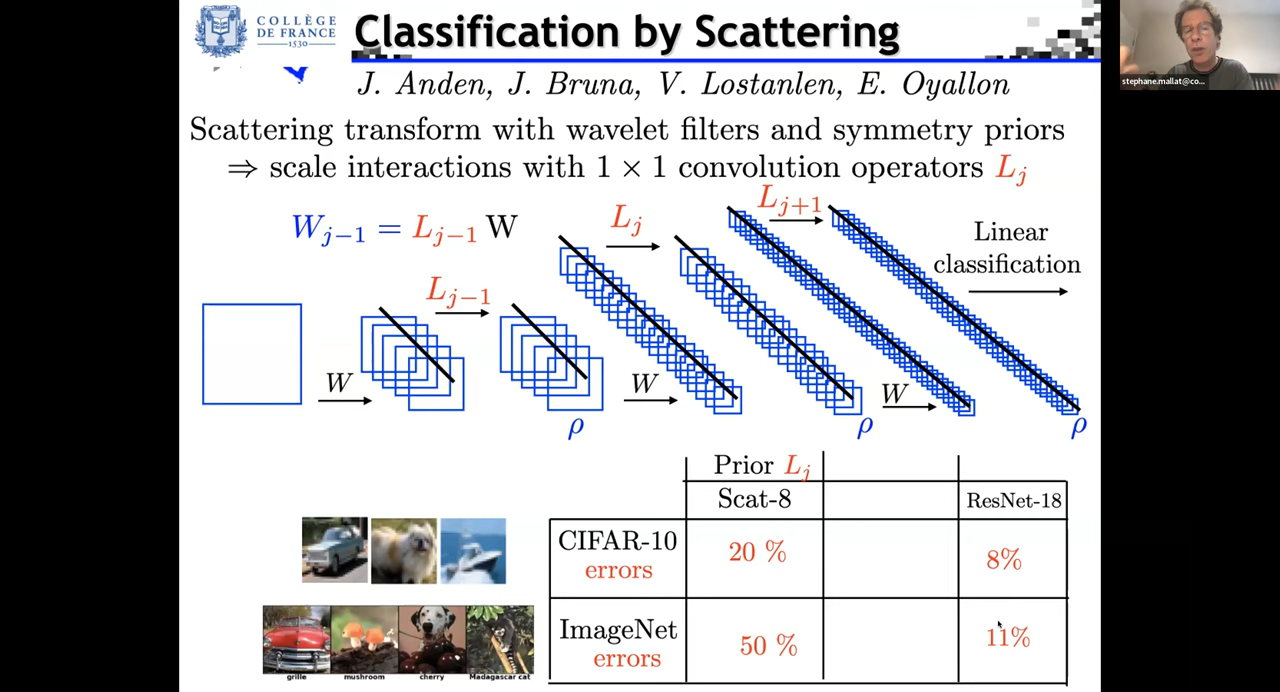 COLLÈGE
DE FRANCE
1530
Classification by Scattering
stephane.mallat@co...
J. Anden, J. Bruna, V. Lostanlen, E. Oyallon
Scattering transform with wavelet filters and symmetry priors
⇒ scale interactions with 1 × 1 convolution operators L_j
W_{j−1} = L_{j−1} W
L_{j−1}
L_j
L_{j+1}
Linear
classification
W
W
W
ρ
ρ
ρ
Prior L_j
Scat-8
ResNet-18
CIFAR-10
errors
20 %
8%
ImageNet
errors
50 %
11%
grille
mushroom
cherry
Madagascar cat